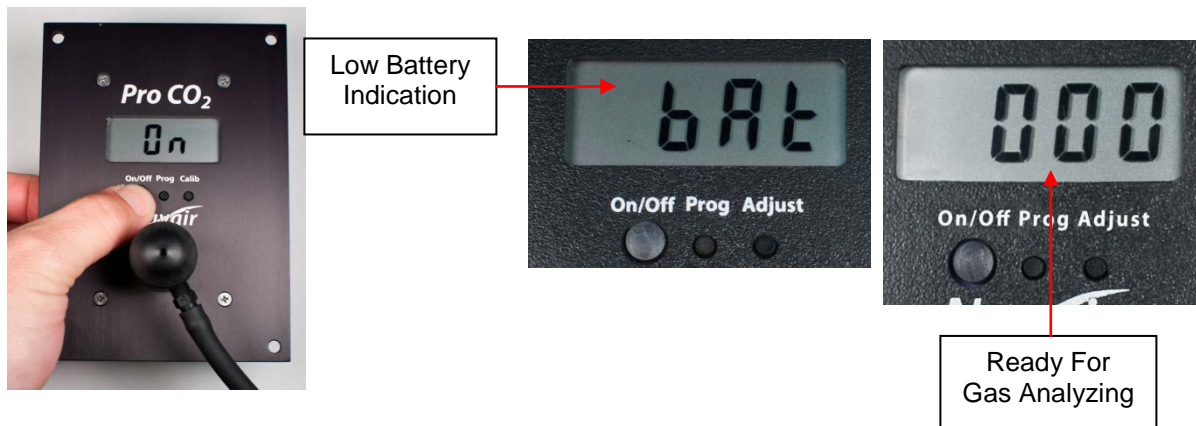 Pro CO2
On
On/Off Prog Calib
Low Battery
Indication
bAt
On/Off Prog Adjust
000
On/Off Prog Adjust
Ready For
Gas Analyzing